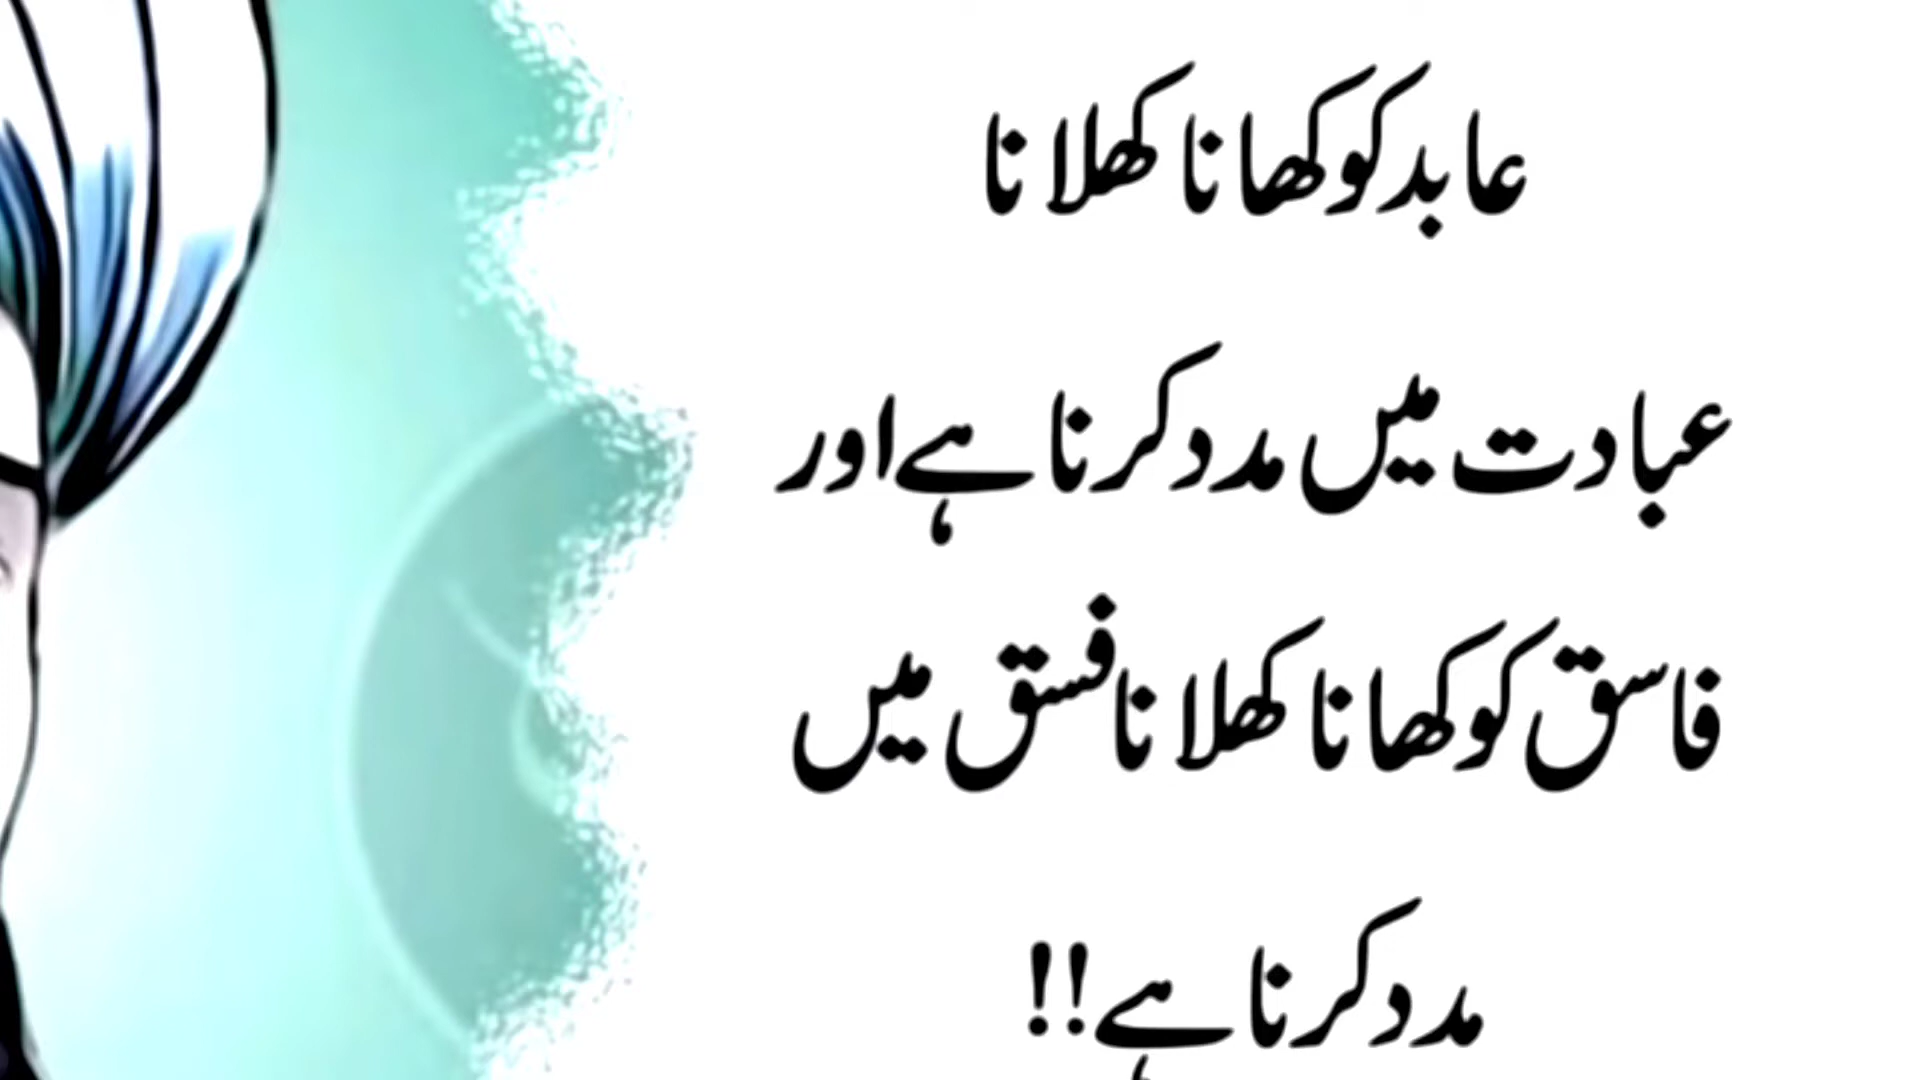 عابد کو کھانا کھلانا
عبادت میں مدد کرنا ہے اور
فاسق کو کھانا کھلانا فسق میں
مدد کرنا ہے!!